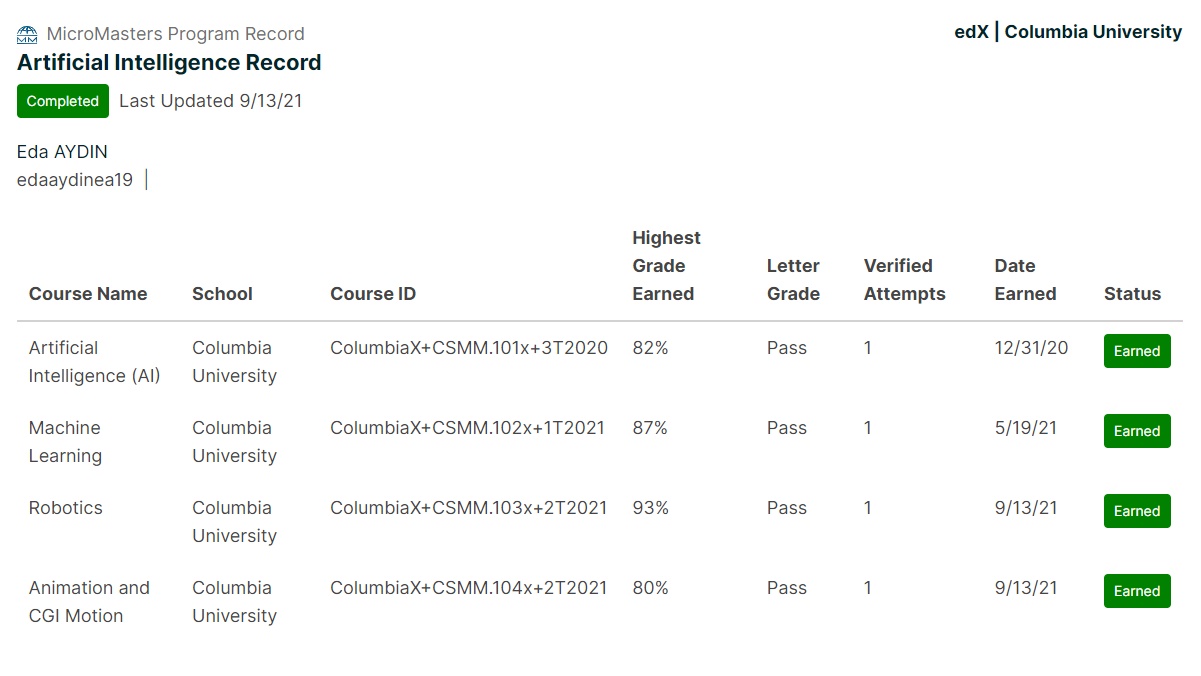 MicroMasters Program Record
edX | Columbia University
Artificial Intelligence Record
Completed Last Updated 9/13/21
Eda AYDIN
edaaydinea19 |
Highest
Grade Letter Verified Date
Course Name School Course ID Earned Grade Attempts Earned Status
Artificial Columbia ColumbiaX+CSMM.101x+3T2020 82% Pass 1 12/31/20 Earned
Intelligence (AI) University
Machine Columbia ColumbiaX+CSMM.102x+1T2021 87% Pass 1 5/19/21 Earned
Learning University
Robotics Columbia ColumbiaX+CSMM.103x+2T2021 93% Pass 1 9/13/21 Earned
University
Animation and Columbia ColumbiaX+CSMM.104x+2T2021 80% Pass 1 9/13/21 Earned
CGI Motion University